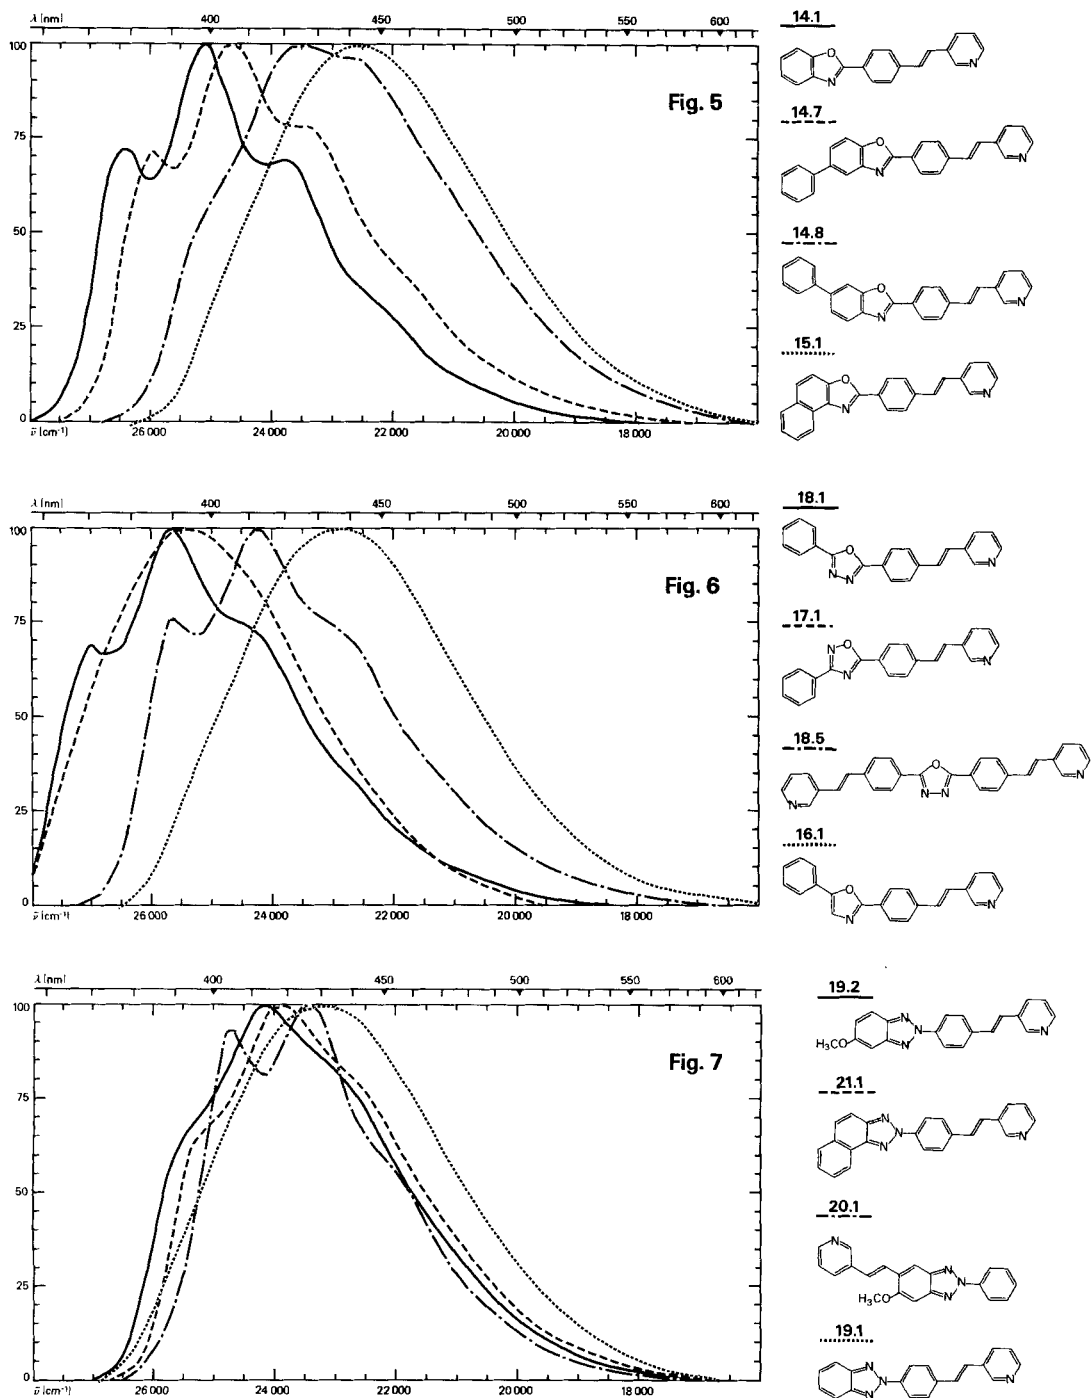 λ [nm] 400 450 500 550 600
100
75
50
25
0
ν̃ [cm⁻¹] 26 000 24 000 22 000 20 000 18 000
Fig. 5
14.1
O
N
N
14.7
O
N
N
14.8
O
N
N
15.1
O
N
N
λ [nm] 400 450 500 550 600
100
75
50
25
0
ν̃ [cm⁻¹] 26 000 24 000 22 000 20 000 18 000
Fig. 6
18.1
O
N N
N
17.1
N O
N
N
18.5
O
N
N N
N
16.1
O
N
N
λ [nm] 400 450 500 550 600
100
75
50
25
0
ν̃ [cm⁻¹] 26 000 24 000 22 000 20 000 18 000
Fig. 7
19.2
N
N
H₃CO N
N
21.1
N
N
N
N
20.1
N
N
N
H₃CO N
19.1
N
N
N
N